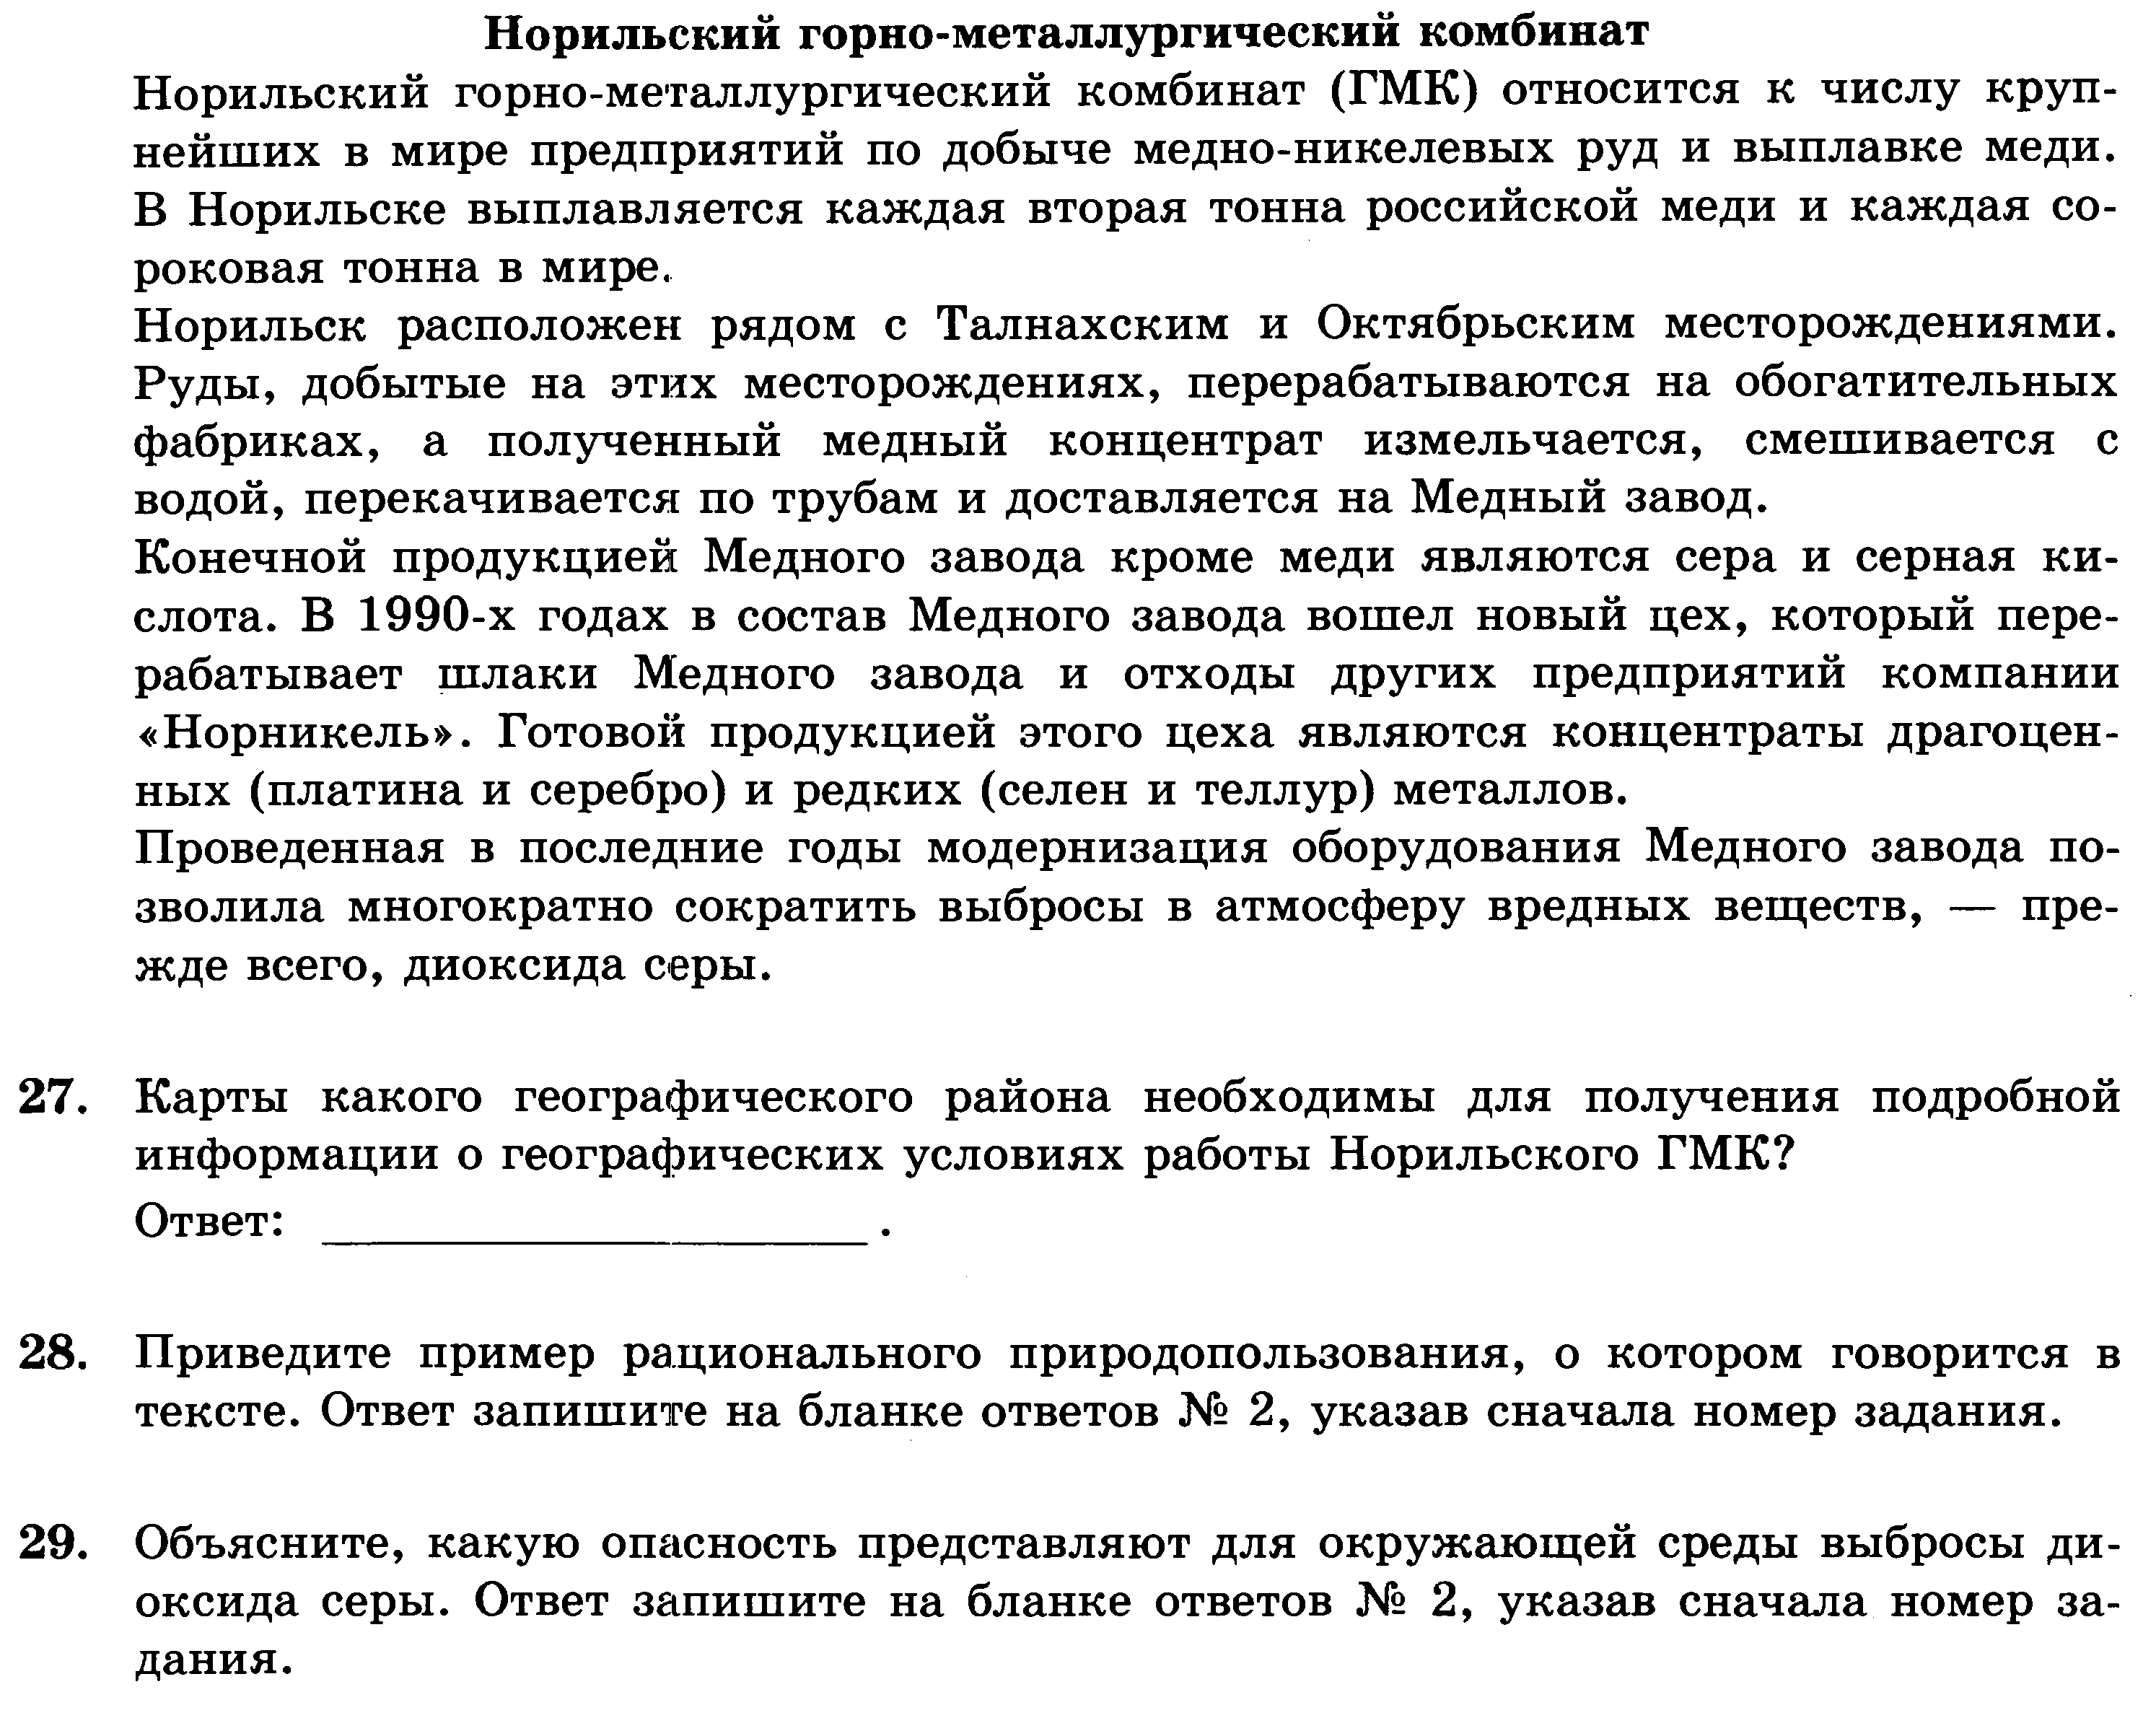 Норильский горно-металлургический комбинат
Норильский горно-металлургический комбинат (ГМК) относится к числу круп-
нейших в мире предприятий по добыче медно-никелевых руд и выплавке меди.
В Норильске выплавляется каждая вторая тонна российской меди и каждая со-
роковая тонна в мире.
Норильск расположен рядом с Талнахским и Октябрьским месторождениями.
Руды, добытые на этих месторождениях, перерабатываются на обогатительных
фабриках, а полученный медный концентрат измельчается, смешивается с
водой, перекачивается по трубам и доставляется на Медный завод.
Конечной продукцией Медного завода кроме меди являются сера и серная ки-
слота. В 1990-х годах в состав Медного завода вошел новый цех, который пере-
рабатывает шлаки Медного завода и отходы других предприятий компании
«Норникель». Готовой продукцией этого цеха являются концентраты драгоцен-
ных (платина и серебро) и редких (селен и теллур) металлов.
Проведенная в последние годы модернизация оборудования Медного завода по-
зволила многократно сократить выбросы в атмосферу вредных веществ, — пре-
жде всего, диоксида серы.
27. Карты какого географического района необходимы для получения подробной
информации о географических условиях работы Норильского ГМК?
Ответ: ____________________ .
28. Приведите пример рационального природопользования, о котором говорится в
тексте. Ответ запишите на бланке ответов № 2, указав сначала номер задания.
29. Объясните, какую опасность представляют для окружающей среды выбросы ди-
оксида серы. Ответ запишите на бланке ответов № 2, указав сначала номер за-
дания.